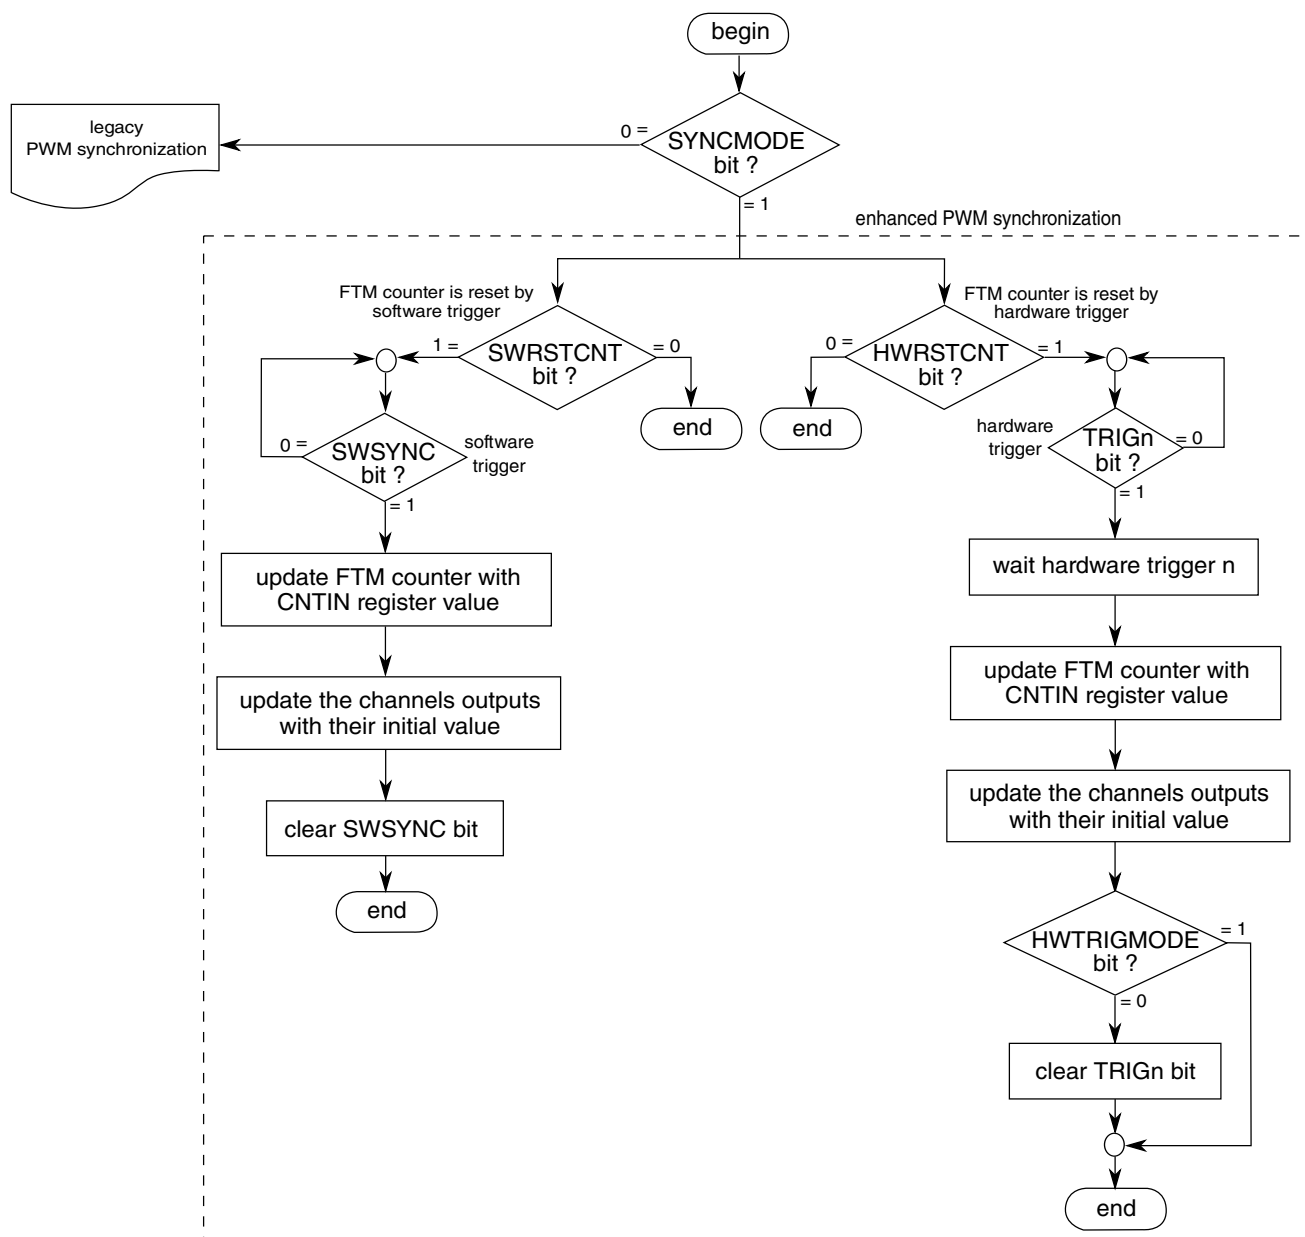 begin
legacy
PWM synchronization
0 =
SYNCMODE
bit ?
= 1
enhanced PWM synchronization
FTM counter is reset by
software trigger
1 =
SWRSTCNT
bit ?
= 0
end
0 =
SWSYNC
bit ?
software
trigger
= 1
update FTM counter with
CNTIN register value
update the channels outputs
with their initial value
clear SWSYNC bit
end
FTM counter is reset by
hardware trigger
0 =
HWRSTCNT
bit ?
= 1
end
hardware
trigger
TRIGn
bit ?
= 0
= 1
wait hardware trigger n
update FTM counter with
CNTIN register value
update the channels outputs
with their initial value
HWTRIGMODE
bit ?
= 1
= 0
clear TRIGn bit
end